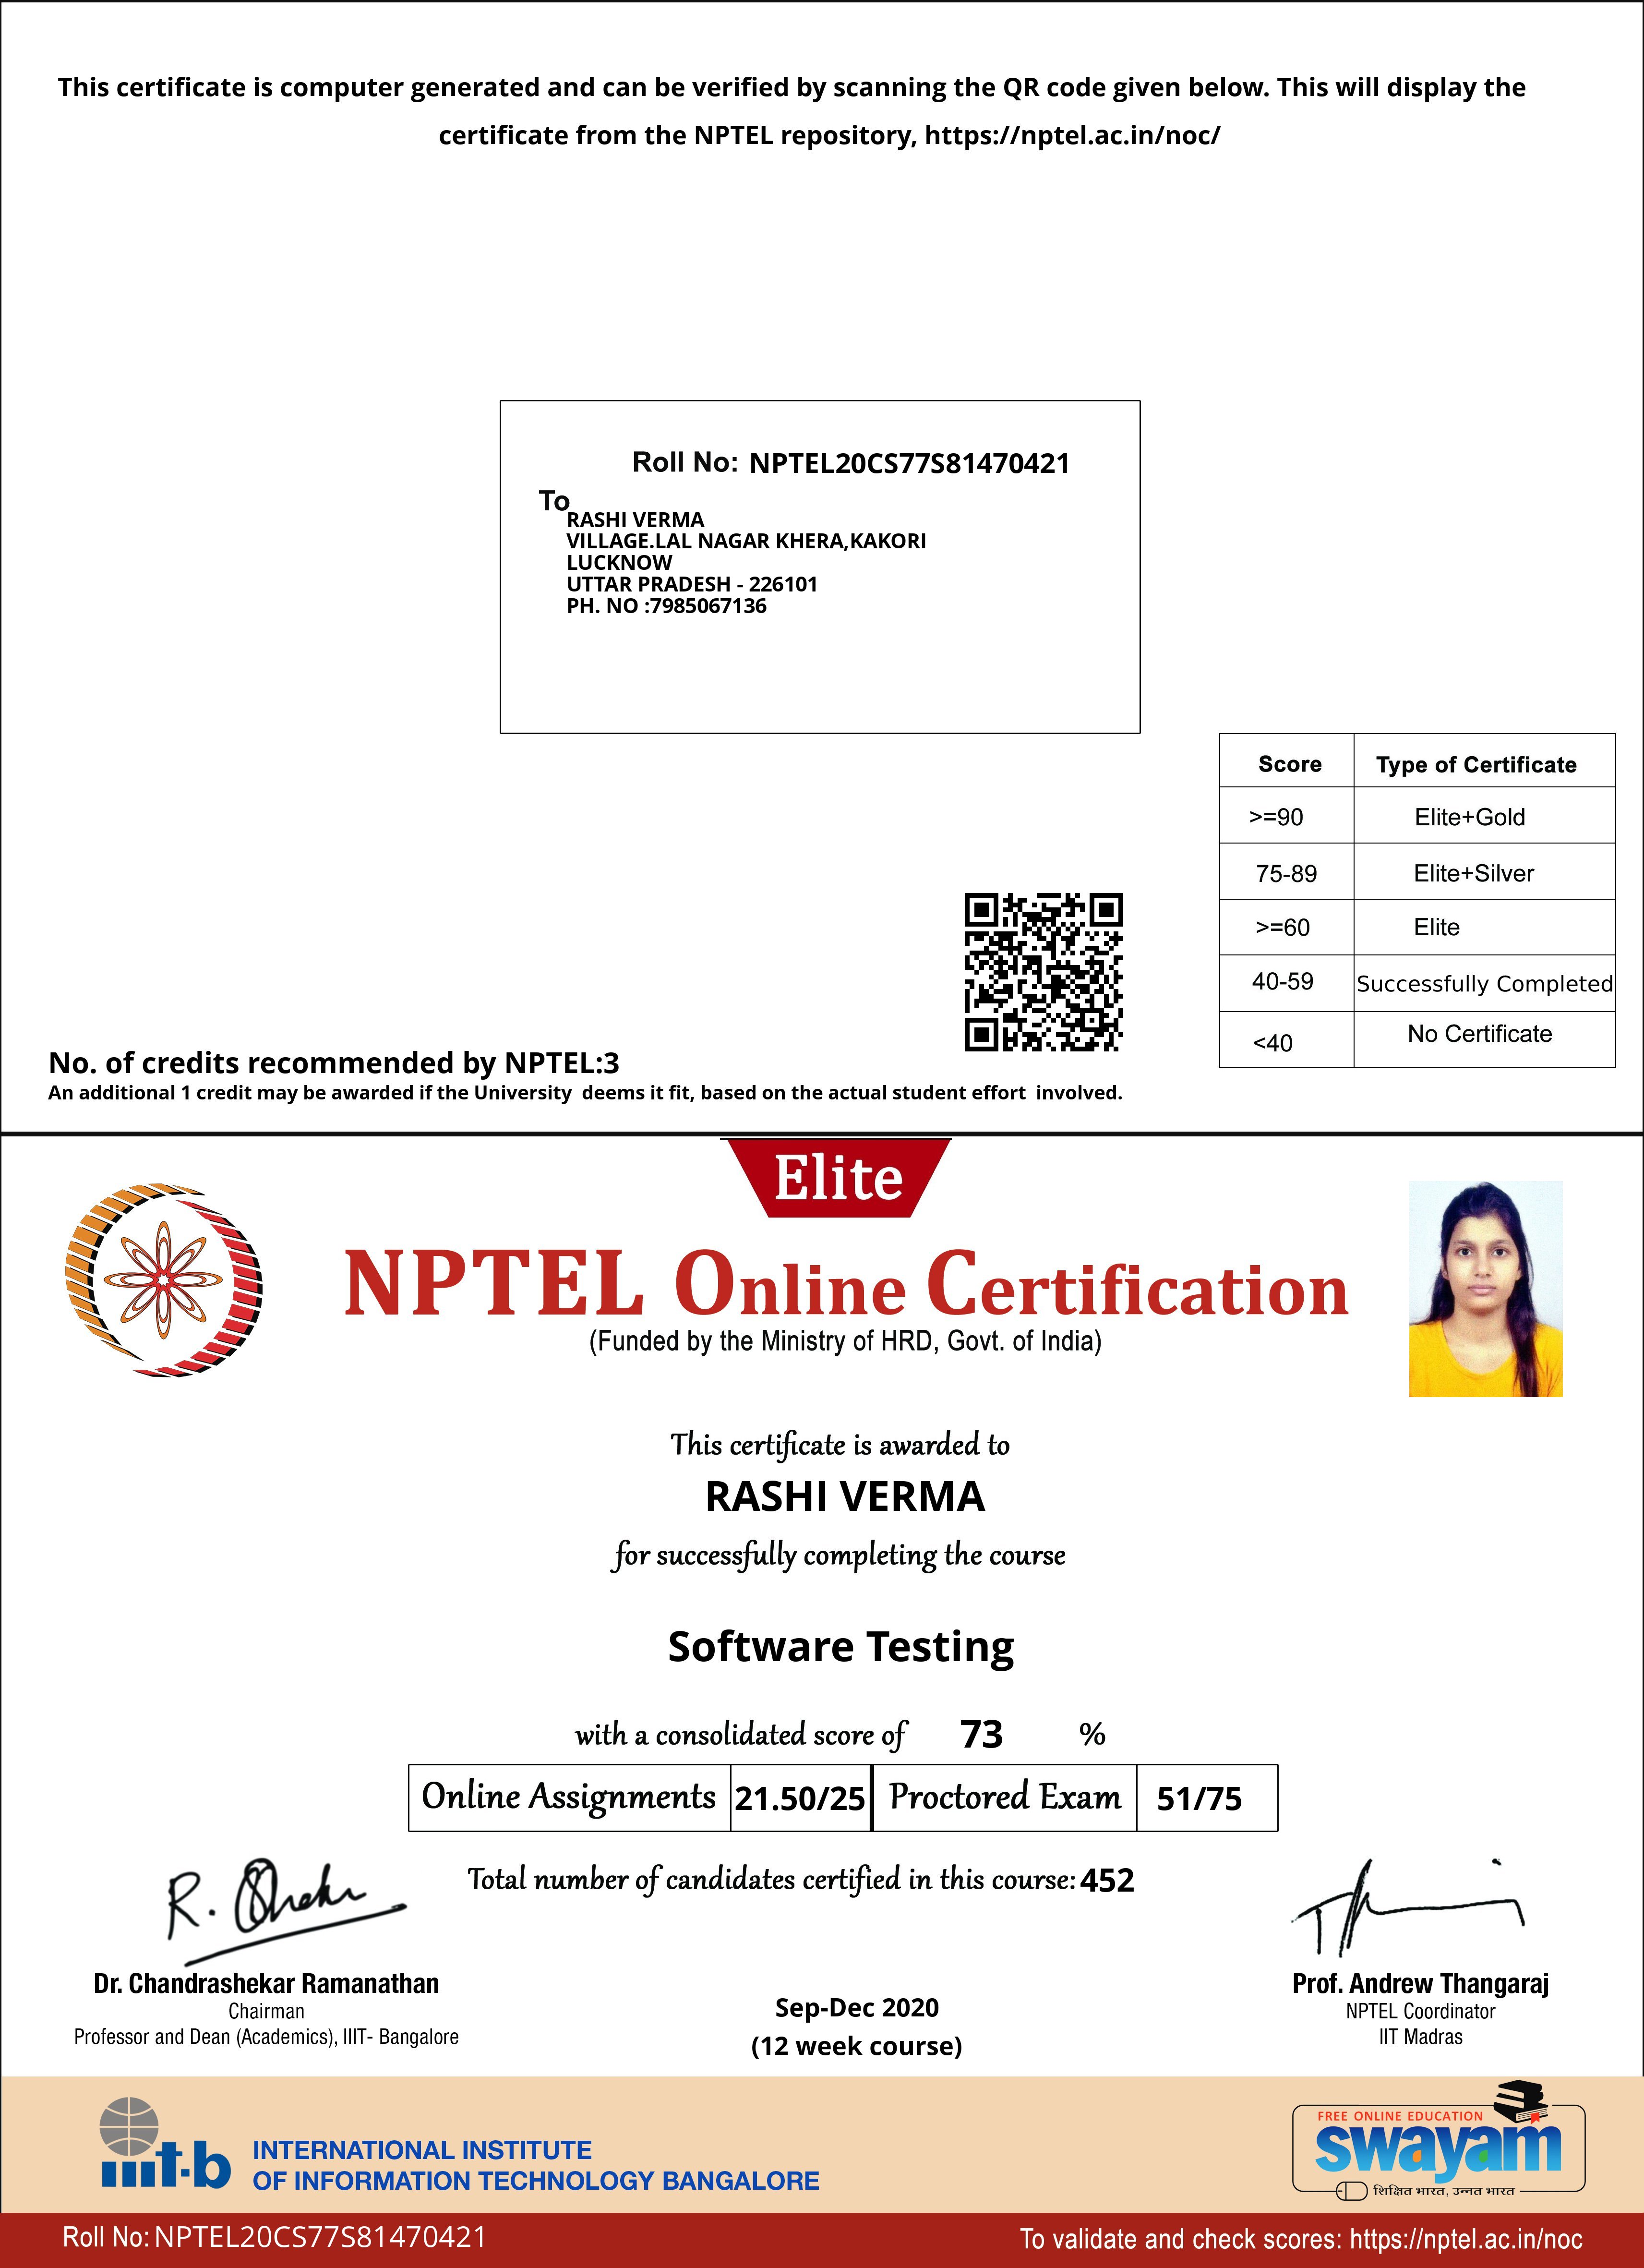 This certificate is computer generated and can be verified by scanning the QR code given below. This will display the
certificate from the NPTEL repository, https://nptel.ac.in/noc/
Roll No: NPTEL20CS77S81470421
To
RASHI VERMA
VILLAGE.LAL NAGAR KHERA,KAKORI
LUCKNOW
UTTAR PRADESH - 226101
PH. NO :7985067136
Score Type of Certificate
>=90 Elite+Gold
75-89 Elite+Silver
>=60 Elite
40-59 Successfully Completed
<40 No Certificate
No. of credits recommended by NPTEL:3
An additional 1 credit may be awarded if the University deems it fit, based on the actual student effort involved.
Elite
NPTEL Online Certification
(Funded by the Ministry of HRD, Govt. of India)
This certificate is awarded to
RASHI VERMA
for successfully completing the course
Software Testing
with a consolidated score of 73 %
Online Assignments 21.50/25 Proctored Exam 51/75
Total number of candidates certified in this course: 452
Dr. Chandrashekar Ramanathan
Chairman
Professor and Dean (Academics), IIIT- Bangalore
Sep-Dec 2020
(12 week course)
Prof. Andrew Thangaraj
NPTEL Coordinator
IIT Madras
iiit-b
INTERNATIONAL INSTITUTE
OF INFORMATION TECHNOLOGY BANGALORE
FREE ONLINE EDUCATION
swayam
शिक्षित भारत, उन्नत भारत
Roll No: NPTEL20CS77S81470421
To validate and check scores: https://nptel.ac.in/noc